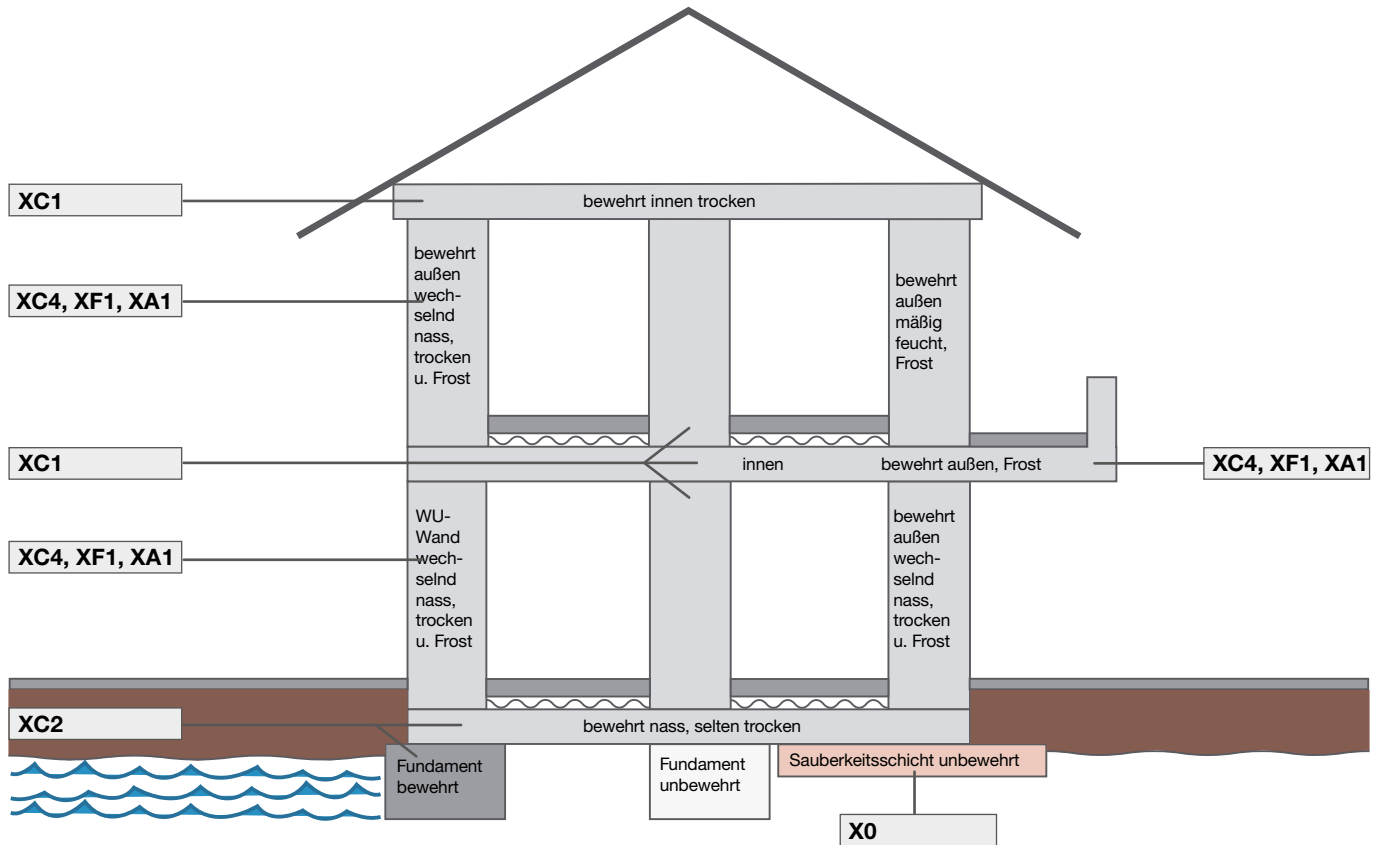 XC1
bewehrt innen trocken
XC4, XF1, XA1
bewehrt
außen
wech-
selnd
nass,
trocken
u. Frost
bewehrt
außen
mäßig
feucht,
Frost
XC1
innen
bewehrt außen, Frost
XC4, XF1, XA1
XC4, XF1, XA1
WU-
Wand
wech-
selnd
nass,
trocken
u. Frost
bewehrt
außen
wech-
selnd
nass,
trocken
u. Frost
XC2
bewehrt nass, selten trocken
Fundament
bewehrt
Fundament
unbewehrt
Sauberkeitsschicht unbewehrt
X0